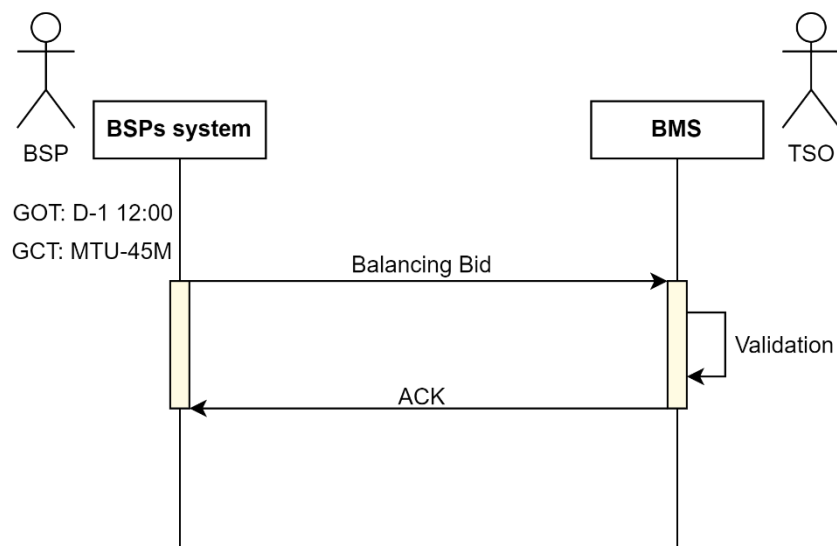 BSPs system
BMS
BSP
TSO
GOT: D-1 12:00
GCT: MTU-45M
Balancing Bid
Validation
ACK